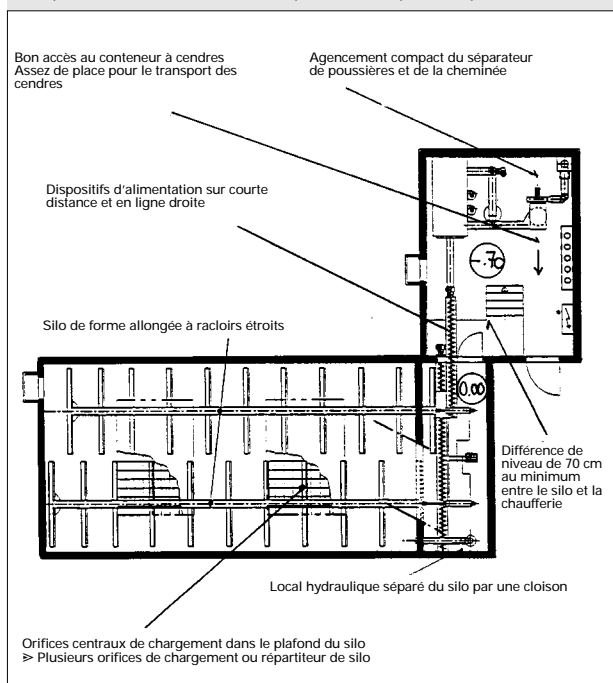 Bon accès au conteneur à cendres
Assez de place pour le transport des
cendres
Agencement compact du séparateur
de poussières et de la cheminée
Dispositifs d'alimentation sur courte
distance et en ligne droite
-.70
Silo de forme allongée à racloirs étroits
0.00
Différence de
niveau de 70 cm
au minimum
entre le silo et la
chaufferie
Local hydraulique séparé du silo par une cloison
Orifices centraux de chargement dans le plafond du silo
⋗ Plusieurs orifices de chargement ou répartiteur de silo